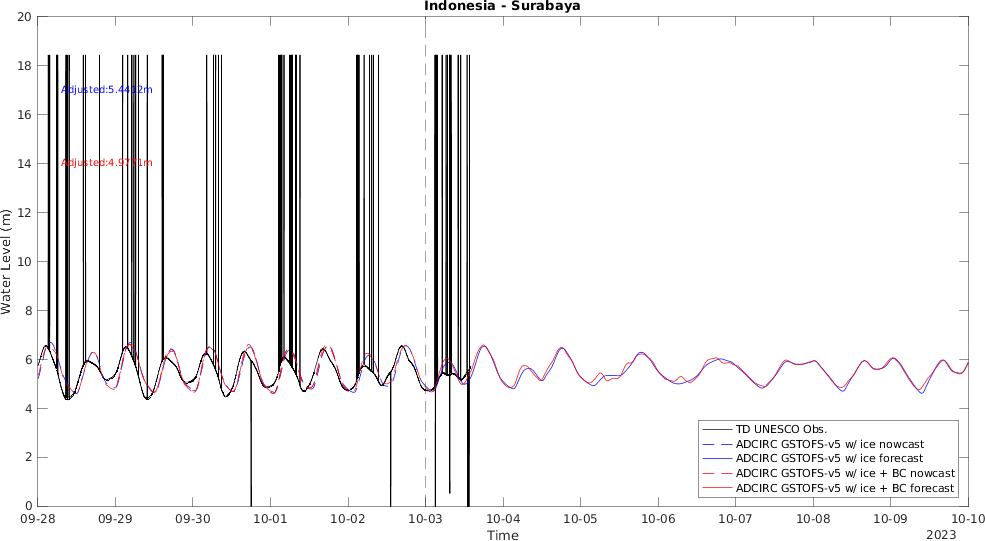 Indonesia - Surabaya
Water Level (m)
20
18
16
14
12
10
8
6
4
2
0
Adjusted:5.4412m
TD UNESCO Obs.
ADCIRC GSTOFS-v5 w/ ice nowcast
ADCIRC GSTOFS-v5 w/ ice forecast
ADCIRC GSTOFS-v5 w/ ice + BC nowcast
ADCIRC GSTOFS-v5 w/ ice + BC forecast
09-28 09-29 09-30 10-01 10-02 10-03 10-04 10-05 10-06 10-07 10-08 10-09 10-10
Time
2023